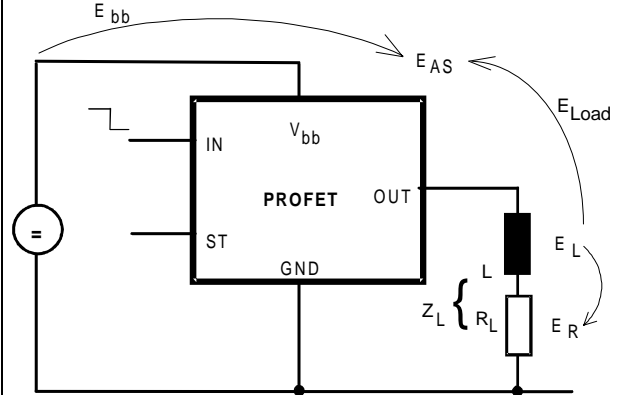 E bb
E AS
E Load
IN
V bb
PROFET
OUT
=
ST
GND
L
E L
Z L { R L
E R